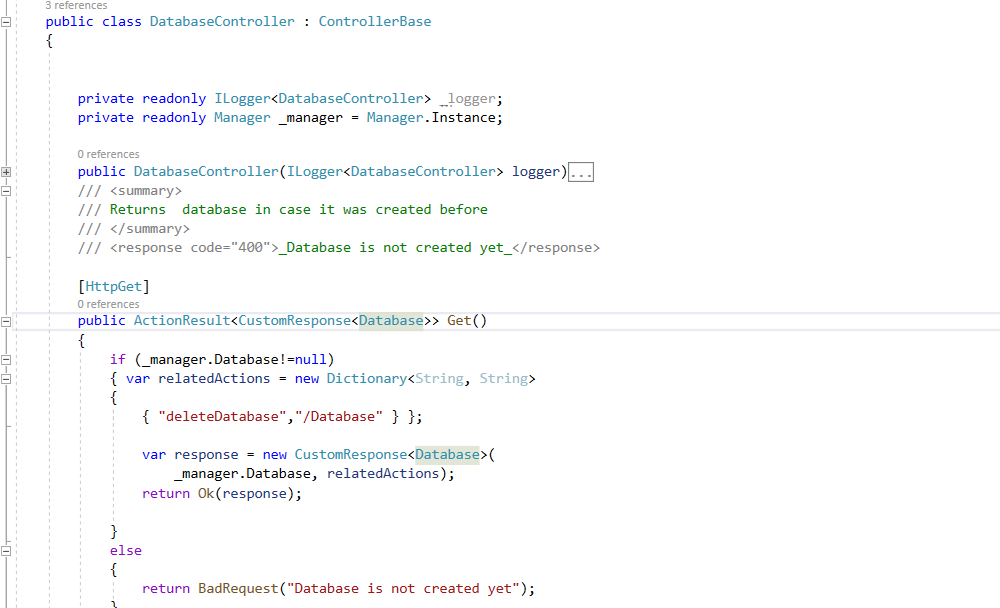 3 references
public class DatabaseController : ControllerBase
{
private readonly ILogger<DatabaseController> _logger;
private readonly Manager _manager = Manager.Instance;
0 references
public DatabaseController(ILogger<DatabaseController> logger)...
/// <summary>
/// Returns  database in case it was created before
/// </summary>
/// <response code="400">_Database is not created yet_</response>
[HttpGet]
0 references
public ActionResult<CustomResponse<Database>> Get()
{
if (_manager.Database!=null)
{ var relatedActions = new Dictionary<String, String>
{
{ "deleteDatabase","/Database" } };
var response = new CustomResponse<Database>(
_manager.Database, relatedActions);
return Ok(response);
}
else
{
return BadRequest("Database is not created yet");
}